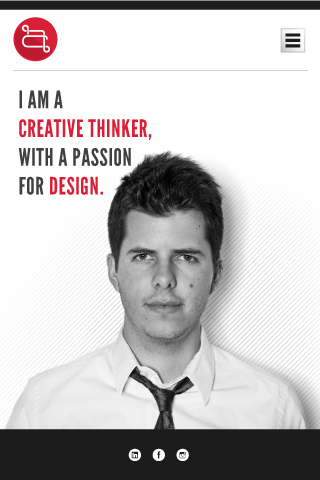 I AM A
CREATIVE THINKER,
WITH A PASSION
FOR DESIGN.